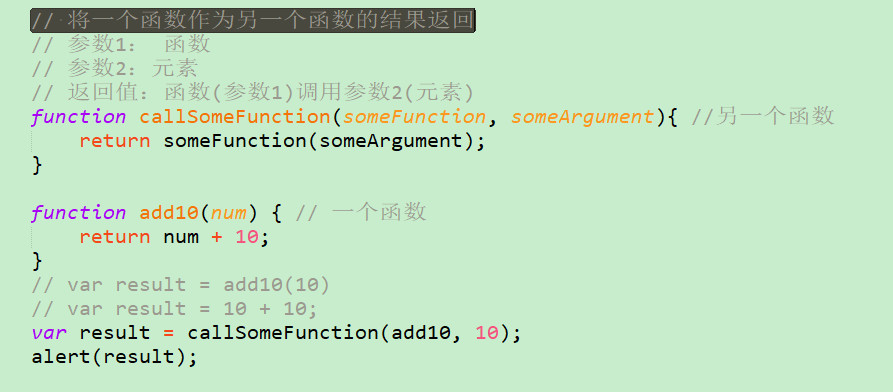 // 将一个函数作为另一个函数的结果返回
// 参数1： 函数
// 参数2：元素
// 返回值：函数(参数1)调用参数2(元素)
function callSomeFunction(someFunction, someArgument){ //另一个函数
    return someFunction(someArgument);
}

function add10(num) { // 一个函数
    return num + 10;
}
// var result = add10(10)
// var result = 10 + 10;
var result = callSomeFunction(add10, 10);
alert(result);